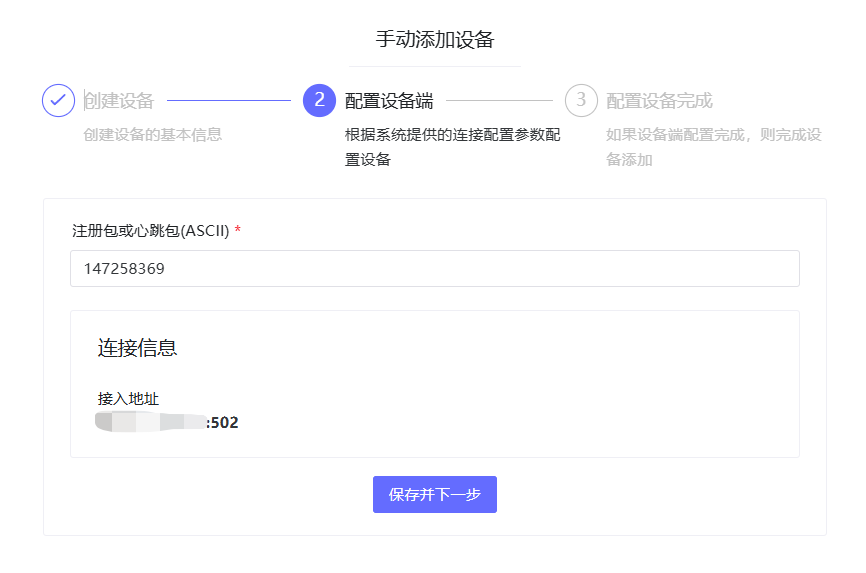 手动添加设备
创建设备
2
配置设备端
3
配置设备完成
创建设备的基本信息
根据系统提供的连接配置参数配
置设备
如果设备端配置完成，则完成设
备添加
注册包或心跳包(ASCII) *
147258369
连接信息
接入地址
:502
保存并下一步